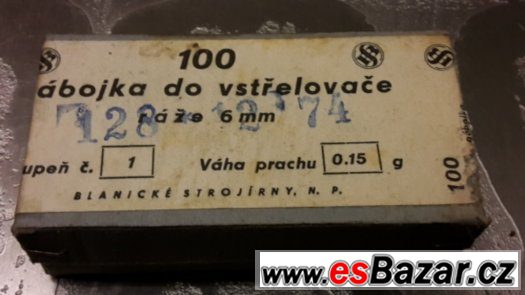 100
ábojka do vstřelovače
ráže 6 mm
128 - 12 74
upeň č. 1 Váha prachu 0.15 g
BLANICKÉ STROJÍRNY, N. P.
100
www.esBazar.cz